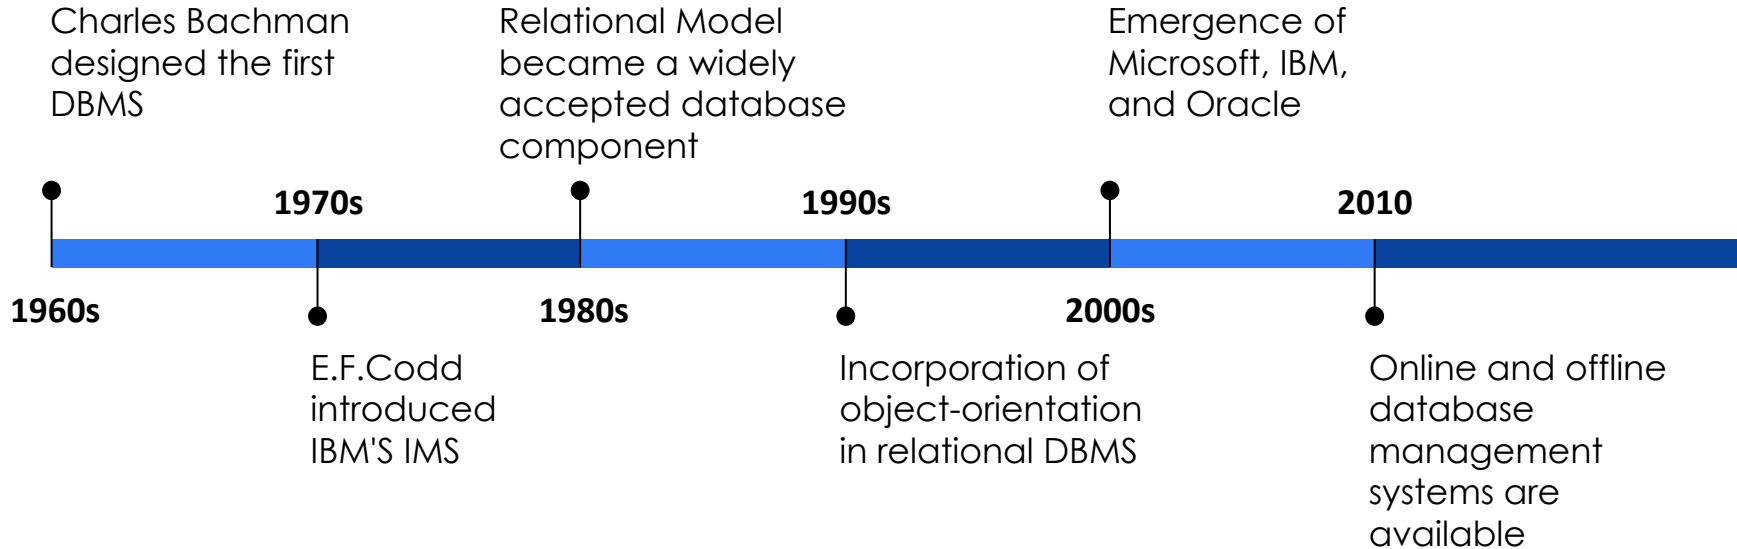 Charles Bachman
designed the first
DBMS
Relational Model
became a widely
accepted database
component
Emergence of
Microsoft, IBM,
and Oracle
1970s
1990s
2010
1960s
1980s
2000s
E.F.Codd
introduced
IBM'S IMS
Incorporation of
object-orientation
in relational DBMS
Online and offline
database
management
systems are
available